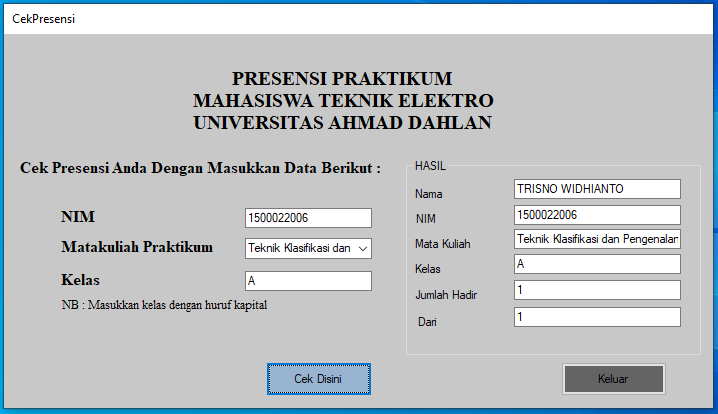 CekPresensi
PRESENSI PRAKTIKUM
MAHASISWA TEKNIK ELEKTRO
UNIVERSITAS AHMAD DAHLAN
Cek Presensi Anda Dengan Masukkan Data Berikut :
NIM 1500022006
Matakuliah Praktikum Teknik Klasifikasi dan
Kelas A
NB : Masukkan kelas dengan huruf kapital
Cek Disini
HASIL
Nama TRISNO WIDHIANTO
NIM 1500022006
Mata Kuliah Teknik Klasifikasi dan Pengenalan
Kelas A
Jumlah Hadir 1
Dari 1
Keluar